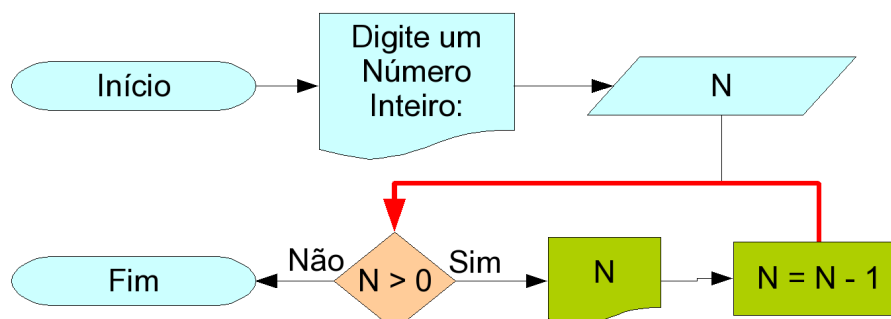 Início
Digite um
Número
Inteiro:
N
Fim
Não
N > 0
Sim
N
N = N - 1